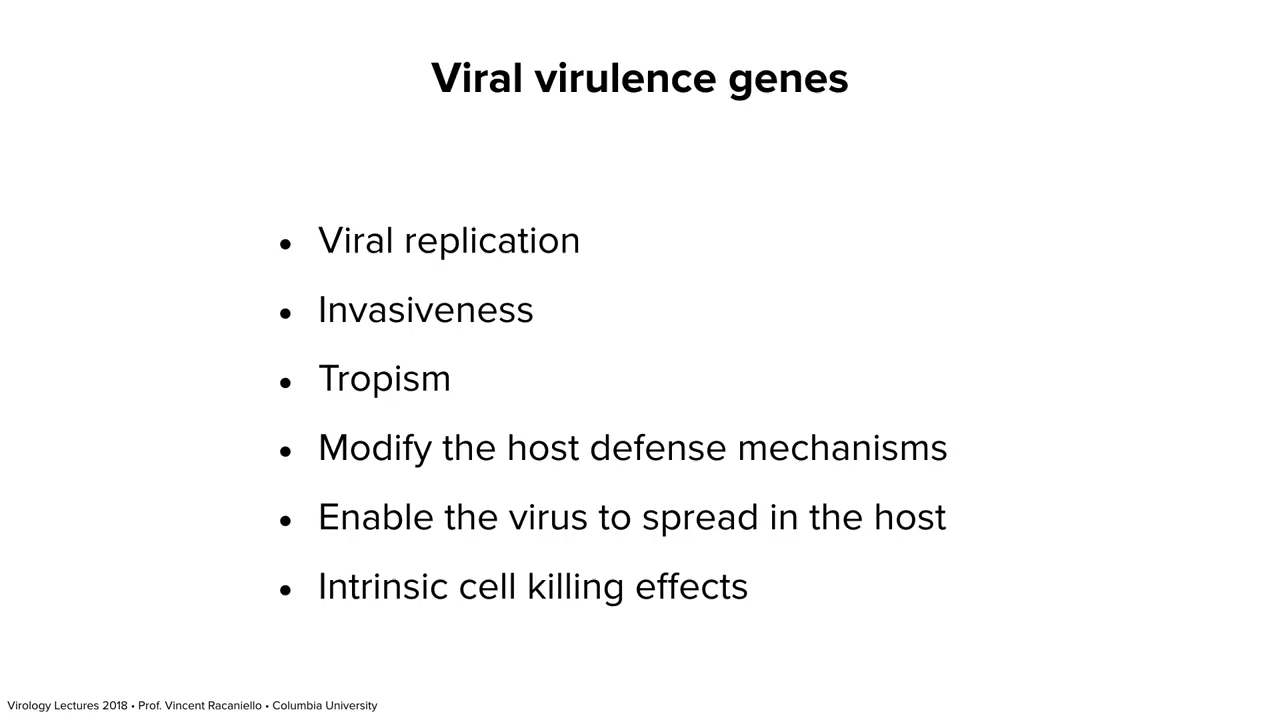 Viral virulence genes
• Viral replication
• Invasiveness
• Tropism
• Modify the host defense mechanisms
• Enable the virus to spread in the host
• Intrinsic cell killing effects
Virology Lectures 2018 • Prof. Vincent Racaniello • Columbia University